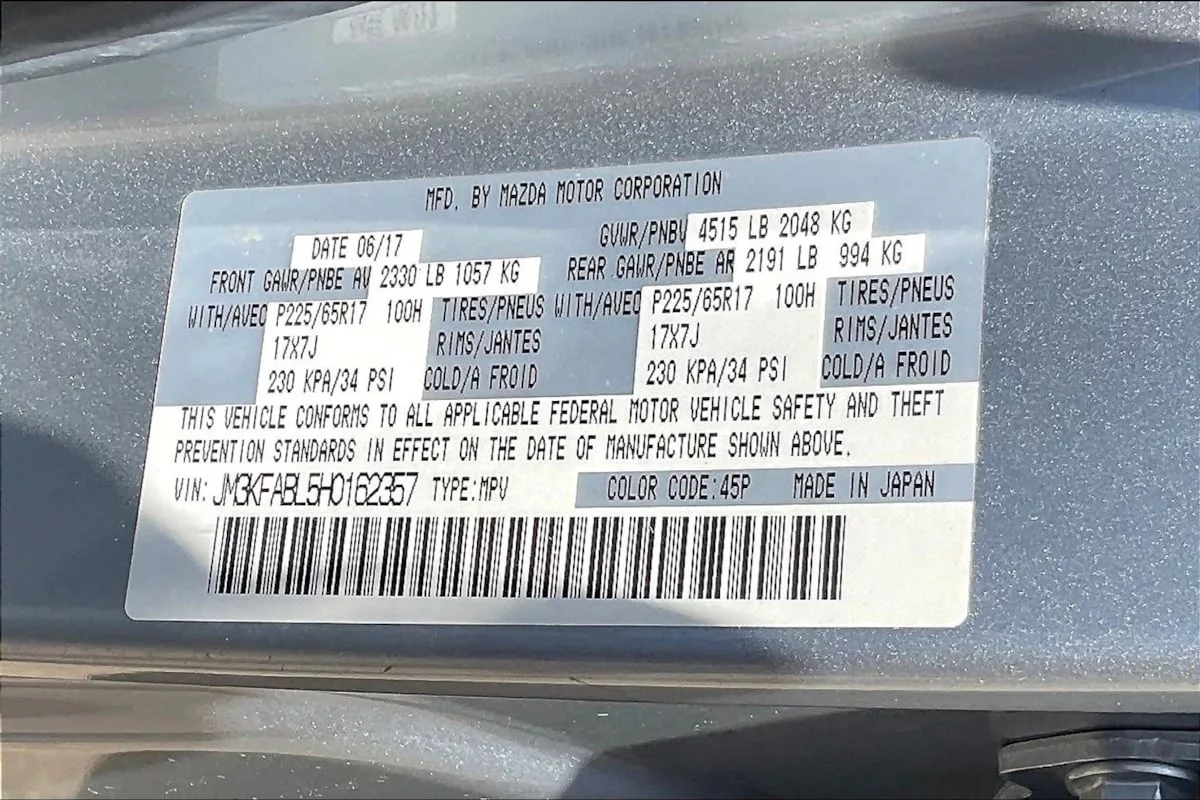 MFD. BY MAZDA MOTOR CORPORATION
DATE 06/17 GVWR/PNBV 4515 LB 2048 KG
FRONT GAWR/PNBE AV 2330 LB 1057 KG REAR GAWR/PNBE AR 2191 LB 994 KG
WITH/AVEC P225/65R17 100H TIRES/PNEUS WITH/AVEC P225/65R17 100H TIRES/PNEUS
17X7J RIMS/JANTES 17X7J RIMS/JANTES
230 KPA/34 PSI COLD/A FROID 230 KPA/34 PSI COLD/A FROID
THIS VEHICLE CONFORMS TO ALL APPLICABLE FEDERAL MOTOR VEHICLE SAFETY AND THEFT
PREVENTION STANDARDS IN EFFECT ON THE DATE OF MANUFACTURE SHOWN ABOVE.
VIN: JM3KFABL5H0162357 TYPE:MPV COLOR CODE:45P MADE IN JAPAN